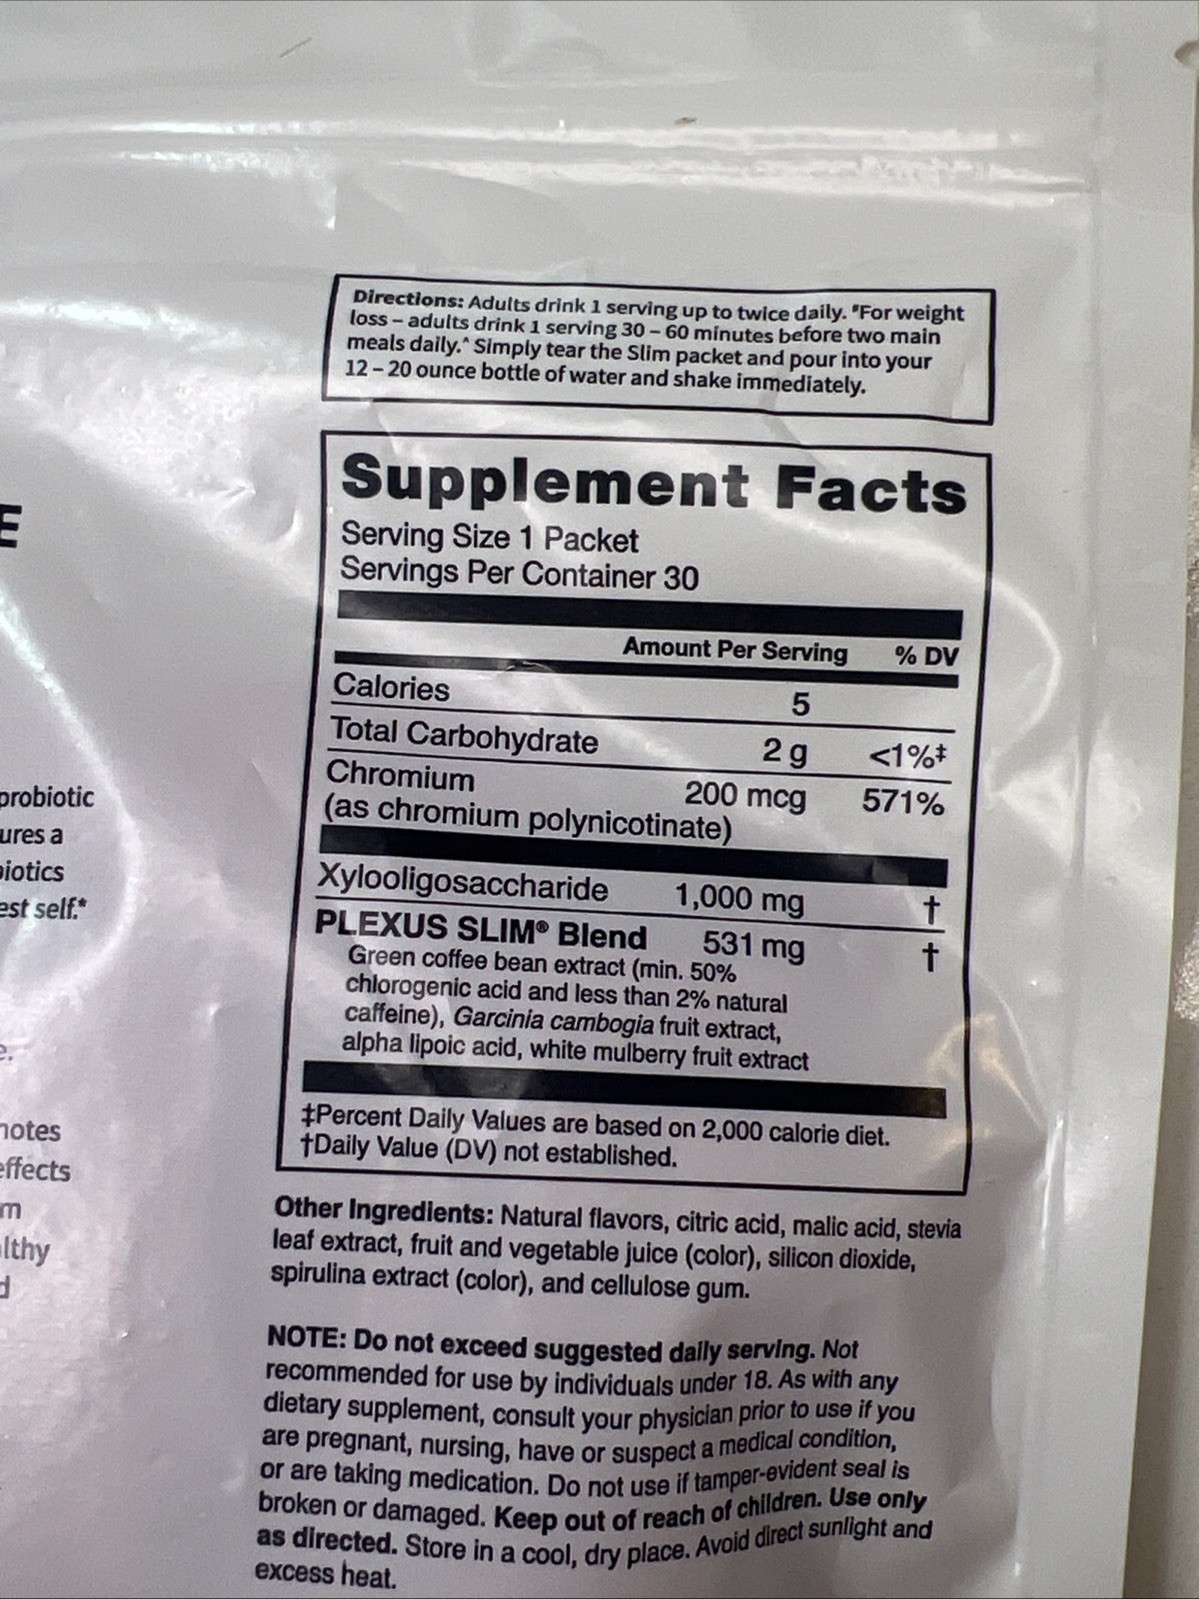 Directions: Adults drink 1 serving up to twice daily. "For weight
loss – adults drink 1 serving 30 – 60 minutes before two main
meals daily.^ Simply tear the Slim packet and pour into your
12 – 20 ounce bottle of water and shake immediately.
Supplement Facts
Serving Size 1 Packet
Servings Per Container 30
Amount Per Serving % DV
Calories 5
Total Carbohydrate 2 g <1%‡
Chromium 200 mcg 571%
(as chromium polynicotinate)
Xylooligosaccharide 1,000 mg †
PLEXUS SLIM® Blend 531 mg †
Green coffee bean extract (min. 50%
chlorogenic acid and less than 2% natural
caffeine), Garcinia cambogia fruit extract,
alpha lipoic acid, white mulberry fruit extract
‡Percent Daily Values are based on 2,000 calorie diet.
†Daily Value (DV) not established.
Other Ingredients: Natural flavors, citric acid, malic acid, stevia
leaf extract, fruit and vegetable juice (color), silicon dioxide,
spirulina extract (color), and cellulose gum.
NOTE: Do not exceed suggested daily serving. Not
recommended for use by individuals under 18. As with any
dietary supplement, consult your physician prior to use if you
are pregnant, nursing, have or suspect a medical condition,
or are taking medication. Do not use if tamper-evident seal is
broken or damaged. Keep out of reach of children. Use only
as directed. Store in a cool, dry place. Avoid direct sunlight and
excess heat.
E
probiotic
ures a
biotics
est self.*
e.
notes
effects
m
lthy
d